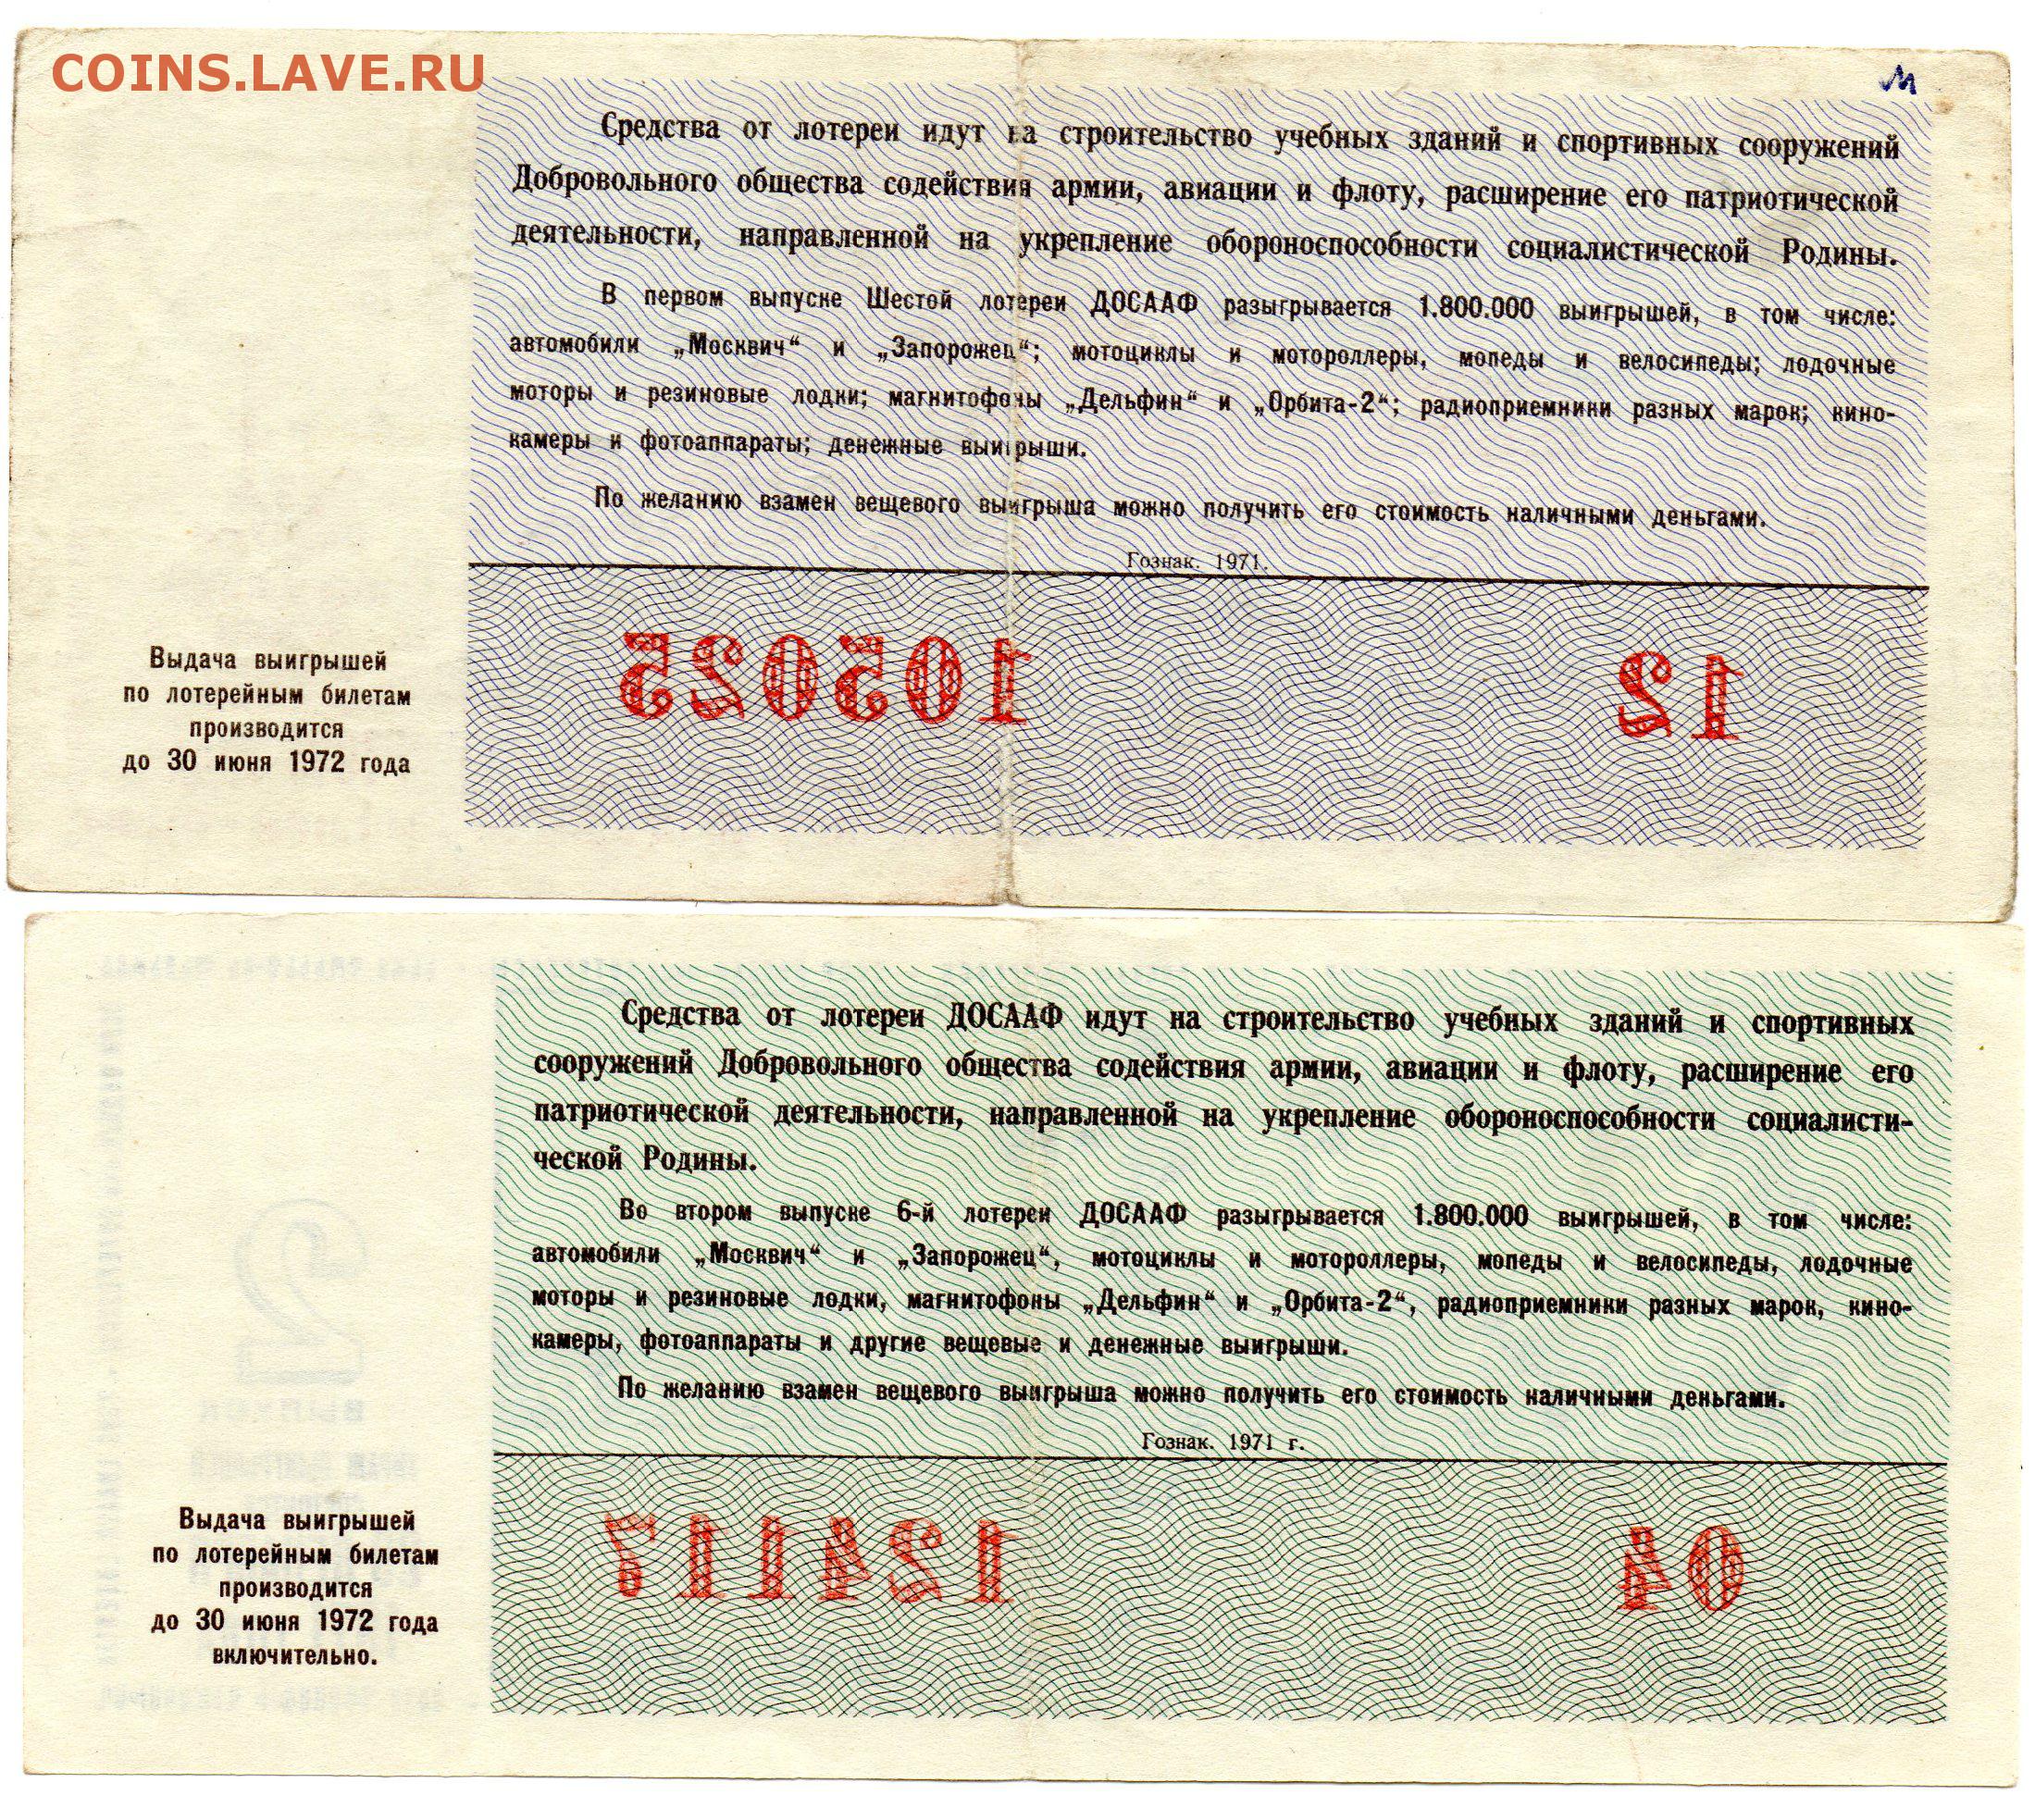 COINS.LAVE.RU
Средства от лотереи идут на строительство учебных зданий и спортивных сооружений
Добровольного общества содействия армии, авиации и флоту, расширение его патриотической
деятельности, направленной на укрепление обороноспособности социалистической Родины.
В первом выпуске Шестой лотереи ДОСААФ разыгрывается 1.800.000 выигрышей, в том числе:
автомобили „Москвич“ и „Запорожец“; мотоциклы и мотороллеры, мопеды и велосипеды; лодочные
моторы и резиновые лодки; магнитофоны „Дельфин“ и „Орбита-2“; радиоприемники разных марок; кино-
камеры и фотоаппараты; денежные выигрыши.
По желанию взамен вещевого выигрыша можно получить его стоимость наличными деньгами.
Гознак. 1971.
Выдача выигрышей
по лотерейным билетам
производится
до 30 июня 1972 года
105025 12
Средства от лотереи ДОСААФ идут на строительство учебных зданий и спортивных
сооружений Добровольного общества содействия армии, авиации и флоту, расширение его
патриотической деятельности, направленной на укрепление обороноспособности социалисти-
ческой Родины.
Во втором выпуске 6-й лотереи ДОСААФ разыгрывается 1.800.000 выигрышей, в том числе:
автомобили „Москвич“ и „Запорожец“, мотоциклы и мотороллеры, мопеды и велосипеды, лодочные
моторы и резиновые лодки, магнитофоны „Дельфин“ и „Орбита-2“, радиоприемники разных марок, кино-
камеры, фотоаппараты и другие вещевые и денежные выигрыши.
По желанию взамен вещевого выигрыша можно получить его стоимость наличными деньгами.
Гознак. 1971 г.
Выдача выигрышей
по лотерейным билетам
производится
до 30 июня 1972 года
включительно.
124117 04